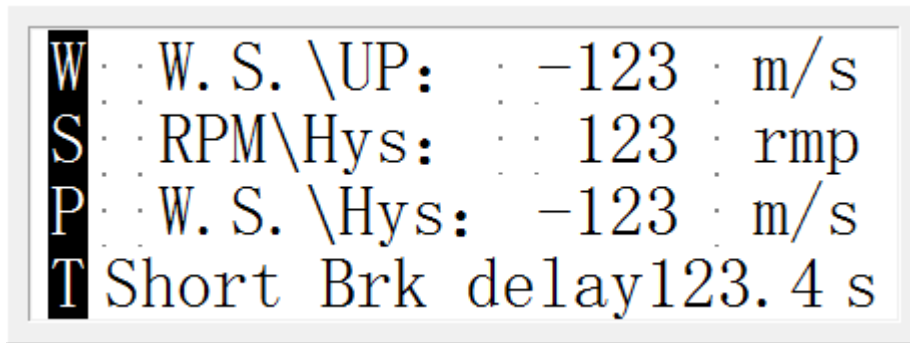 W W.S.\UP: -123 m/s
S RPM\Hys: 123 rmp
P W.S.\Hys: -123 m/s
T Short Brk delay123.4 s